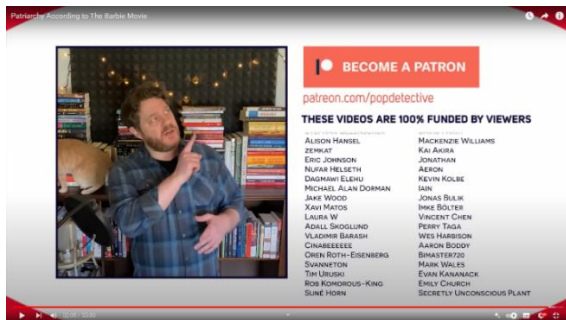 Patriarchy According to The Barbie Movie
BECOME A PATRON
patreon.com/popdetective
THESE VIDEOS ARE 100% FUNDED BY VIEWERS
ALISON HANSEL
ZEMKAT
ERIC JOHNSON
NUFAR HELSETH
DAGMAWI ELEHU
MICHAEL ALAN DORMAN
JAKE WOOD
XAVI MATOS
LAURA W
ADALL SKOGLUND
VLADIMIR BARASH
CINABEEEEEE
OREN ROTH-EISENBERG
SVANNETON
TIM URUSKI
ROB KOMOROUS-KING
SUNÉ HORN
MACKENZIE WILLIAMS
KAI AKIRA
JONATHAN
AERON
KEVIN KOLBE
IAIN
JONAS BULIK
IMKE BÖLTER
VINCENT CHEN
PERRY TAGA
WES HARBISON
AARON BODDY
BIMASTER720
MARK WALES
EVAN KANANACK
EMILY CHURCH
SECRETLY UNCONSCIOUS PLANT